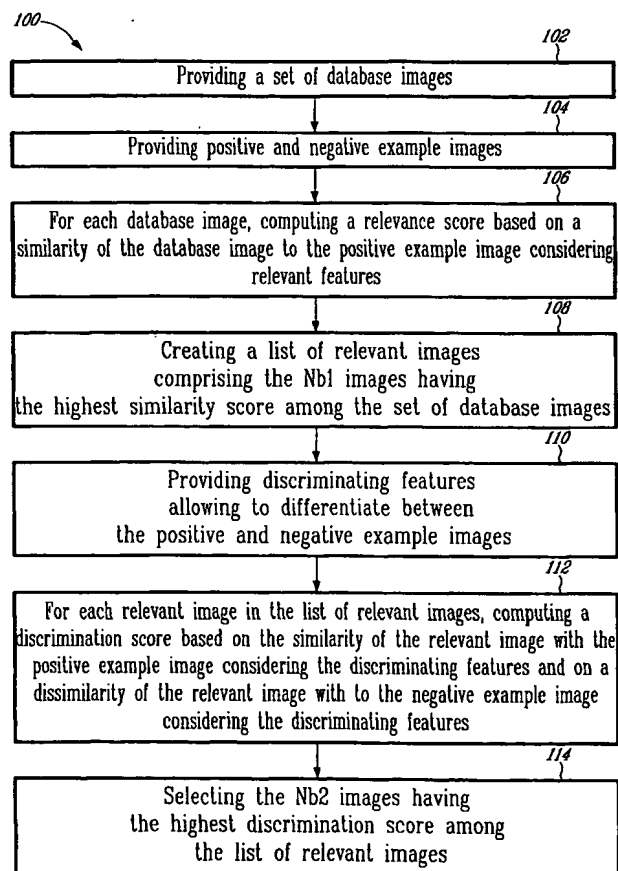 100
102
Providing a set of database images
104
Providing positive and negative example images
106
For each database image, computing a relevance score based on a
similarity of the database image to the positive example image considering
relevant features
108
Creating a list of relevant images
comprising the Nb1 images having
the highest similarity score among the set of database images
110
Providing discriminating features
allowing to differentiate between
the positive and negative example images
112
For each relevant image in the list of relevant images, computing a
discrimination score based on the similarity of the relevant image with the
positive example image considering the discriminating features and on a
dissimilarity of the relevant image with to the negative example image
considering the discriminating features
114
Selecting the Nb2 images having
the highest discrimination score among
the list of relevant images